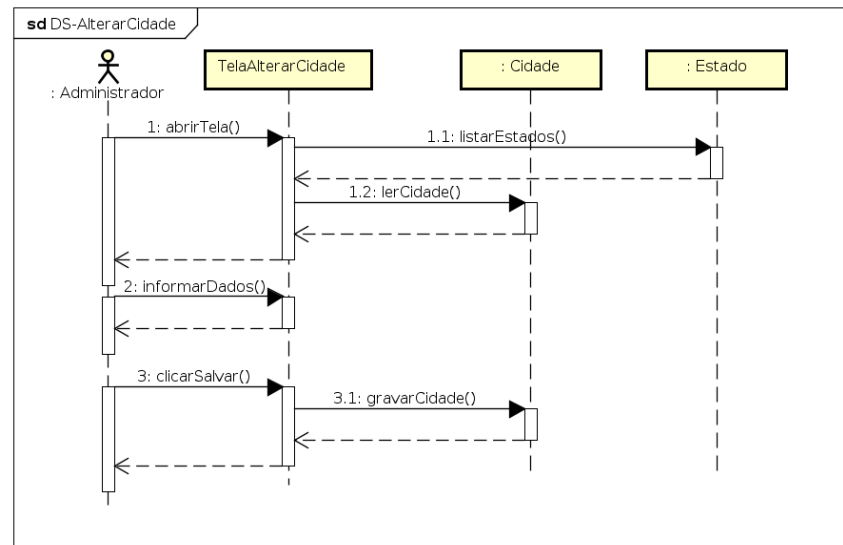 sd DS-AlterarCidade
: Administrador
TelaAlterarCidade
: Cidade
: Estado
1: abrirTela()
1.1: listarEstados()
1.2: lerCidade()
2: informarDados()
3: clicarSalvar()
3.1: gravarCidade()